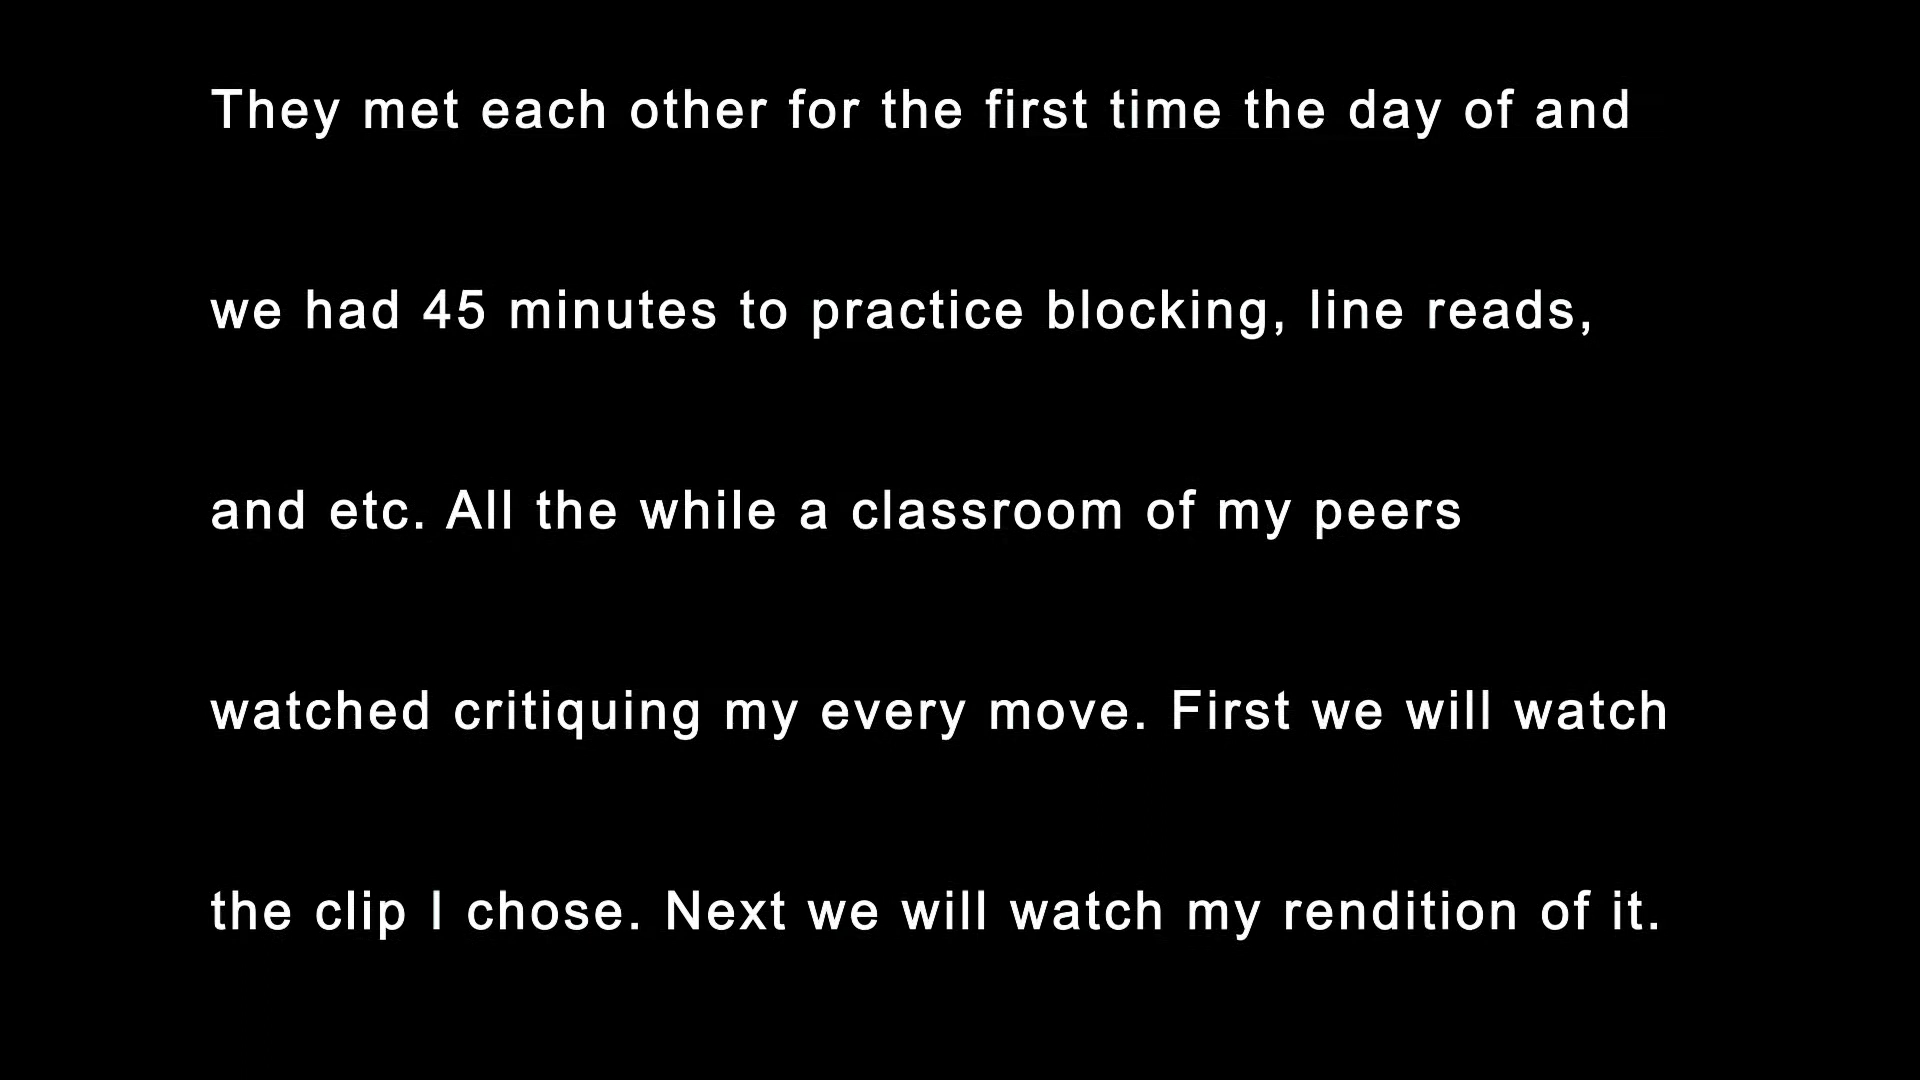 They met each other for the first time the day of and
we had 45 minutes to practice blocking, line reads,
and etc. All the while a classroom of my peers
watched critiquing my every move. First we will watch
the clip I chose. Next we will watch my rendition of it.